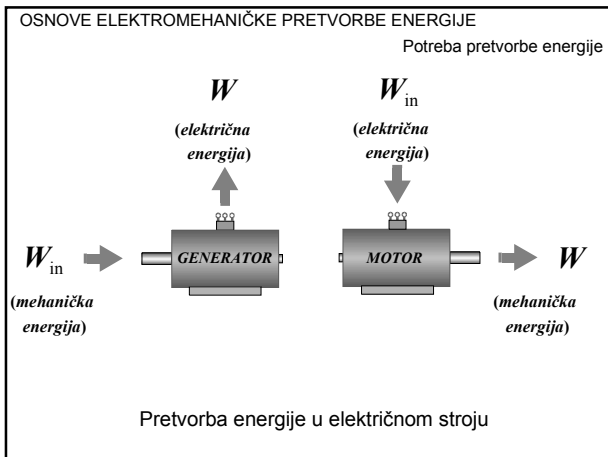 OSNOVE ELEKTROMEHANIČKE PRETVORBE ENERGIJE
Potreba pretvorbe energije
W
(električna
energija)
W in
(električna
energija)
W in
(mehanička
energija)
GENERATOR
MOTOR
W
(mehanička
energija)
Pretvorba energije u električnom stroju